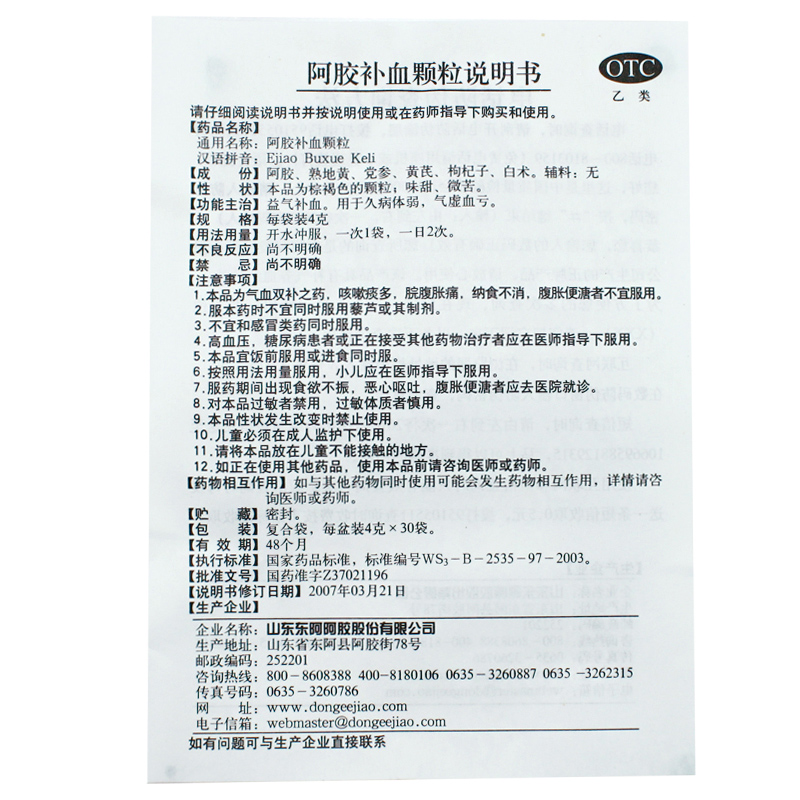 阿胶补血颗粒说明书
OTC
乙类
请仔细阅读说明书并按说明使用或在药师指导下购买和使用。
【药品名称】
通用名称：阿胶补血颗粒
汉语拼音：Ejiao Buxue Keli
【成　份】阿胶、熟地黄、党参、黄芪、枸杞子、白术。辅料：无
【性　状】本品为棕褐色的颗粒；味甜、微苦。
【功能主治】益气补血。用于久病体弱，气虚血亏。
【规　格】每袋装4克
【用法用量】开水冲服，一次1袋，一日2次。
【不良反应】尚不明确
【禁　忌】尚不明确
【注意事项】
1.本品为气血双补之药，咳嗽痰多，脘腹胀痛，纳食不消，腹胀便溏者不宜服用。
2.服本药时不宜同时服用藜芦或其制剂。
3.不宜和感冒类药同时服用。
4.高血压，糖尿病患者或正在接受其他药物治疗者应在医师指导下服用。
5.本品宜饭前服用或进食同时服。
6.按照用法用量服用，小儿应在医师指导下服用。
7.服药期间出现食欲不振，恶心呕吐，腹胀便溏者应去医院就诊。
8.对本品过敏者禁用，过敏体质者慎用。
9.本品性状发生改变时禁止使用。
10.儿童必须在成人监护下使用。
11.请将本品放在儿童不能接触的地方。
12.如正在使用其他药品，使用本品前请咨询医师或药师。
【药物相互作用】如与其他药物同时使用可能会发生药物相互作用，详情请咨
询医师或药师。
【贮　藏】密封。
【包　装】复合袋，每盆装4克×30袋。
【有 效 期】48个月
【执行标准】国家药品标准，标准编号WS₃－B－2535－97－2003。
【批准文号】国药准字Z37021196
【说明书修订日期】2007年03月21日
【生产企业】
企业名称：山东东阿阿胶股份有限公司
生产地址：山东省东阿县阿胶街78号
邮政编码：252201
咨询热线：800-8608388 400-8180106 0635-3260887 0635-3262315
传真号码：0635-3260786
网　址：www.dongeejiao.com
电子信箱：webmaster@dongeejiao.com
如有问题可与生产企业直接联系